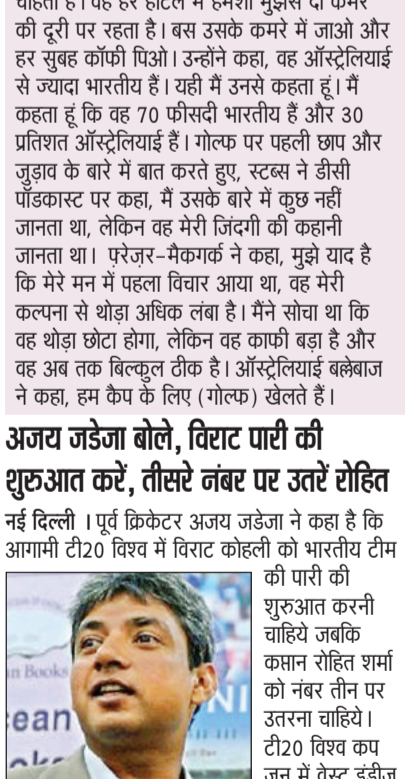 चाहता है। वह हर होटल में हमेशा मुझसे दो कमरे
की दूरी पर रहता है। बस उसके कमरे में जाओ और
हर सुबह कॉफी पिओ। उन्होंने कहा, वह ऑस्ट्रेलियाई
से ज्यादा भारतीय हैं। यही मैं उनसे कहता हूं। मैं
कहता हूं कि वह 70 फीसदी भारतीय हैं और 30
प्रतिशत ऑस्ट्रेलियाई हैं। गोल्फ पर पहली छाप और
जुड़ाव के बारे में बात करते हुए, स्टब्स ने डीसी
पॉडकास्ट पर कहा, मैं उसके बारे में कुछ नहीं
जानता था, लेकिन वह मेरी जिंदगी की कहानी
जानता था। फ़्रेज़र-मैकगर्क ने कहा, मुझे याद है
कि मेरे मन में पहला विचार आया था, वह मेरी
कल्पना से थोड़ा अधिक लंबा है। मैंने सोचा था कि
वह थोड़ा छोटा होगा, लेकिन वह काफी बड़ा है और
वह अब तक बिल्कुल ठीक है। ऑस्ट्रेलियाई बल्लेबाज
ने कहा, हम कैप के लिए (गोल्फ) खेलते हैं।
अजय जडेजा बोले, विराट पारी की
शुरुआत करें, तीसरे नंबर पर उतरें रोहित
नई दिल्ली । पूर्व क्रिकेटर अजय जडेजा ने कहा है कि
आगामी टी20 विश्व में विराट कोहली को भारतीय टीम
की पारी की
शुरुआत करनी
चाहिये जबकि
कप्तान रोहित शर्मा
को नंबर तीन पर
उतरना चाहिये।
टी20 विश्व कप
जून में वेस्ट इंडीज
in Books
ean
NI